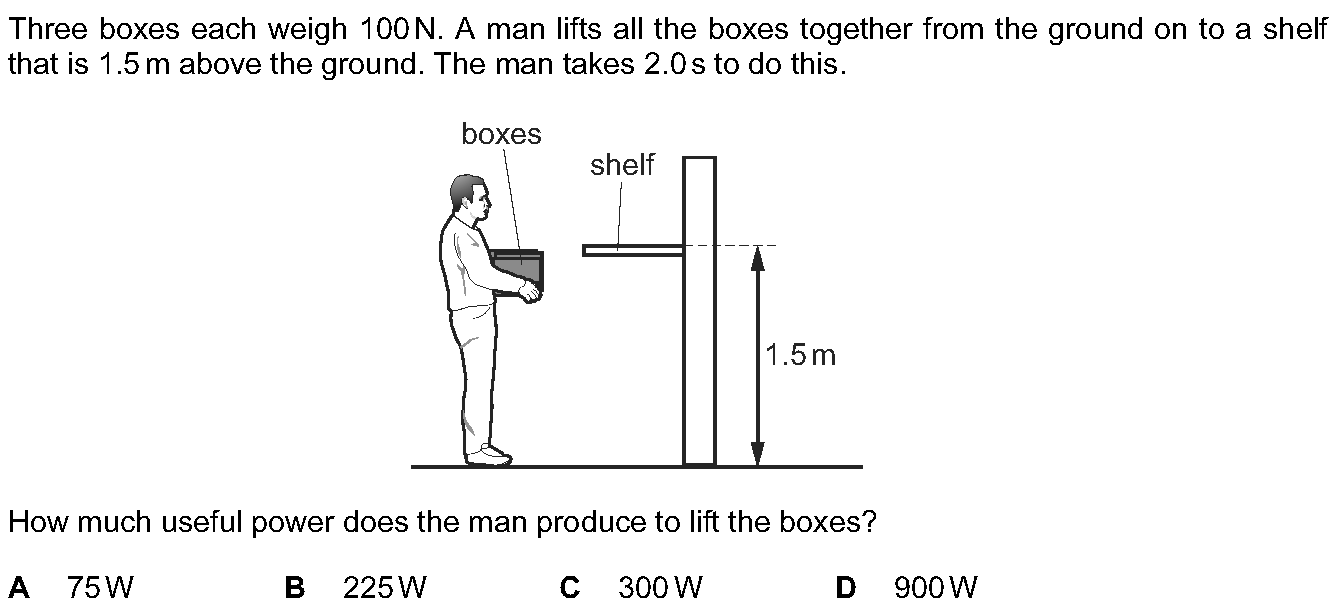 Three boxes each weigh 100 N. A man lifts all the boxes together from the ground on to a shelf
that is 1.5 m above the ground. The man takes 2.0 s to do this.
boxes
shelf
1.5 m
How much useful power does the man produce to lift the boxes?
A 75 W B 225 W C 300 W D 900 W